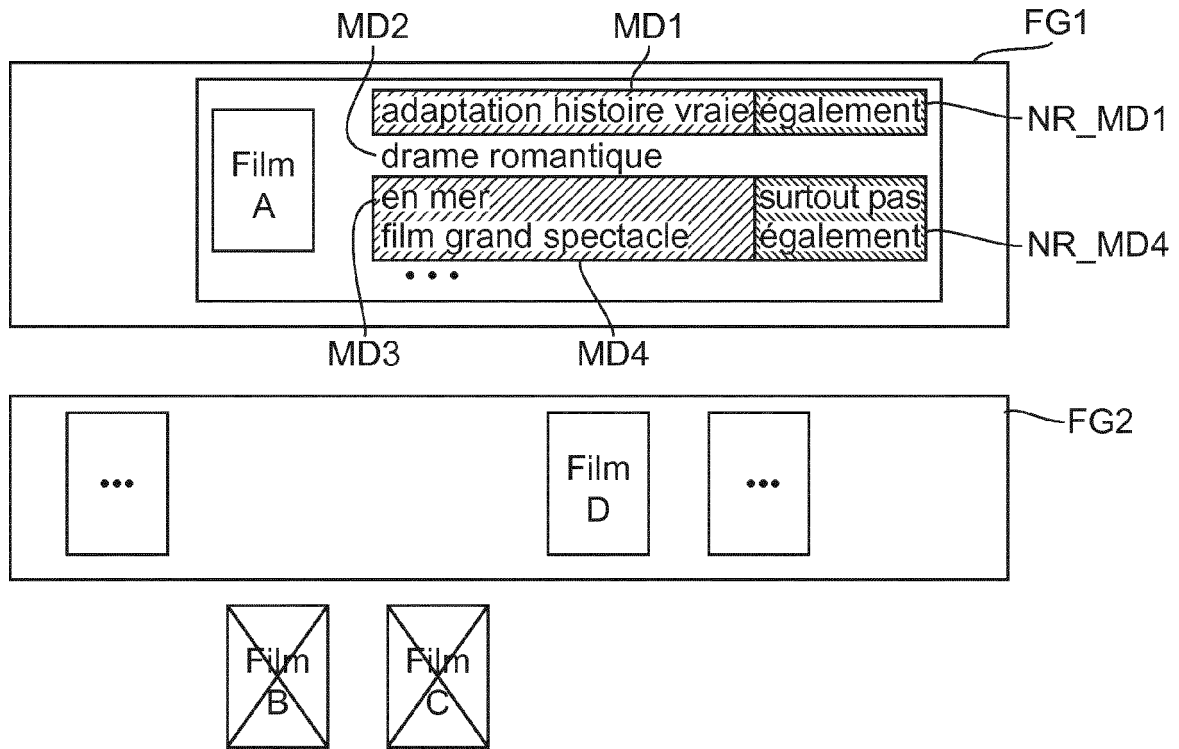 MD2
MD1
FG1
adaptation histoire vraie également
NR_MD1
Film
A
drame romantique
en mer surtout pas
film grand spectacle également
NR_MD4
•••
MD3
MD4
FG2
•••
Film
D
•••
Film
B
Film
C